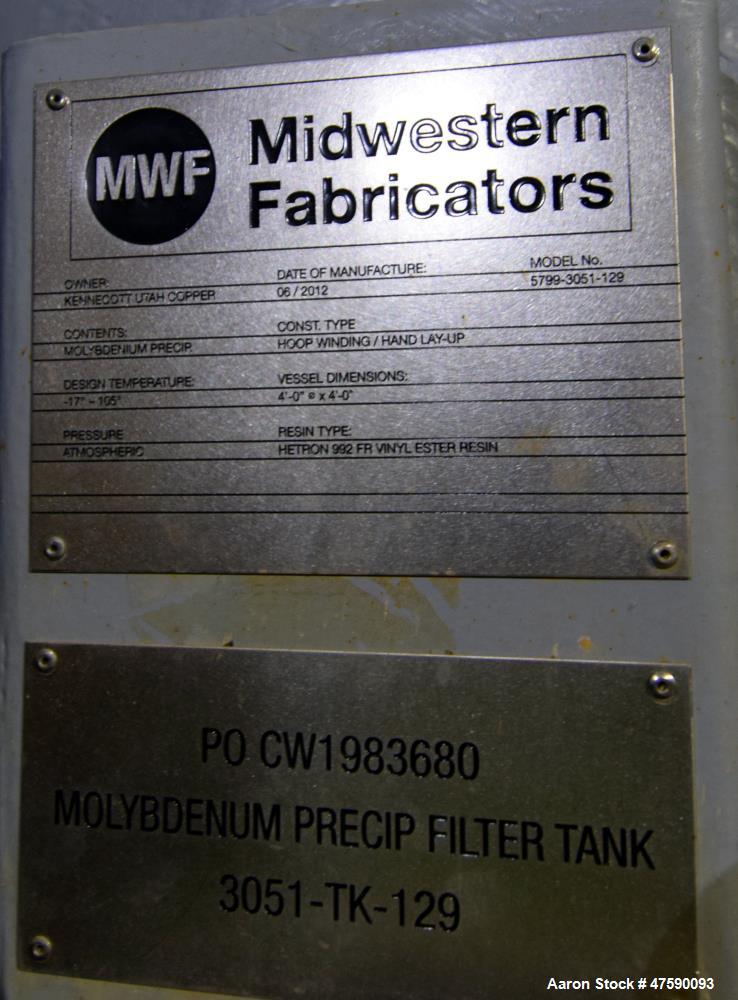 MWF
Midwestern
Fabricators
OWNER:
KENNECOTT UTAH COPPER
DATE OF MANUFACTURE:
06 / 2012
MODEL No.
5799-3051-129
CONTENTS:
MOLYBDENIUM PRECIP.
CONST. TYPE
HOOP WINDING / HAND LAY-UP
DESIGN TEMPERATURE:
-17° - 105°
VESSEL DIMENSIONS:
4'-0" ø x 4'-0"
PRESSURE
ATMOSPHERIC
RESIN TYPE:
HETRON 992 FR VINYL ESTER RESIN
PO CW1983680
MOLYBDENUM PRECIP FILTER TANK
3051-TK-129
Aaron Stock # 47590093